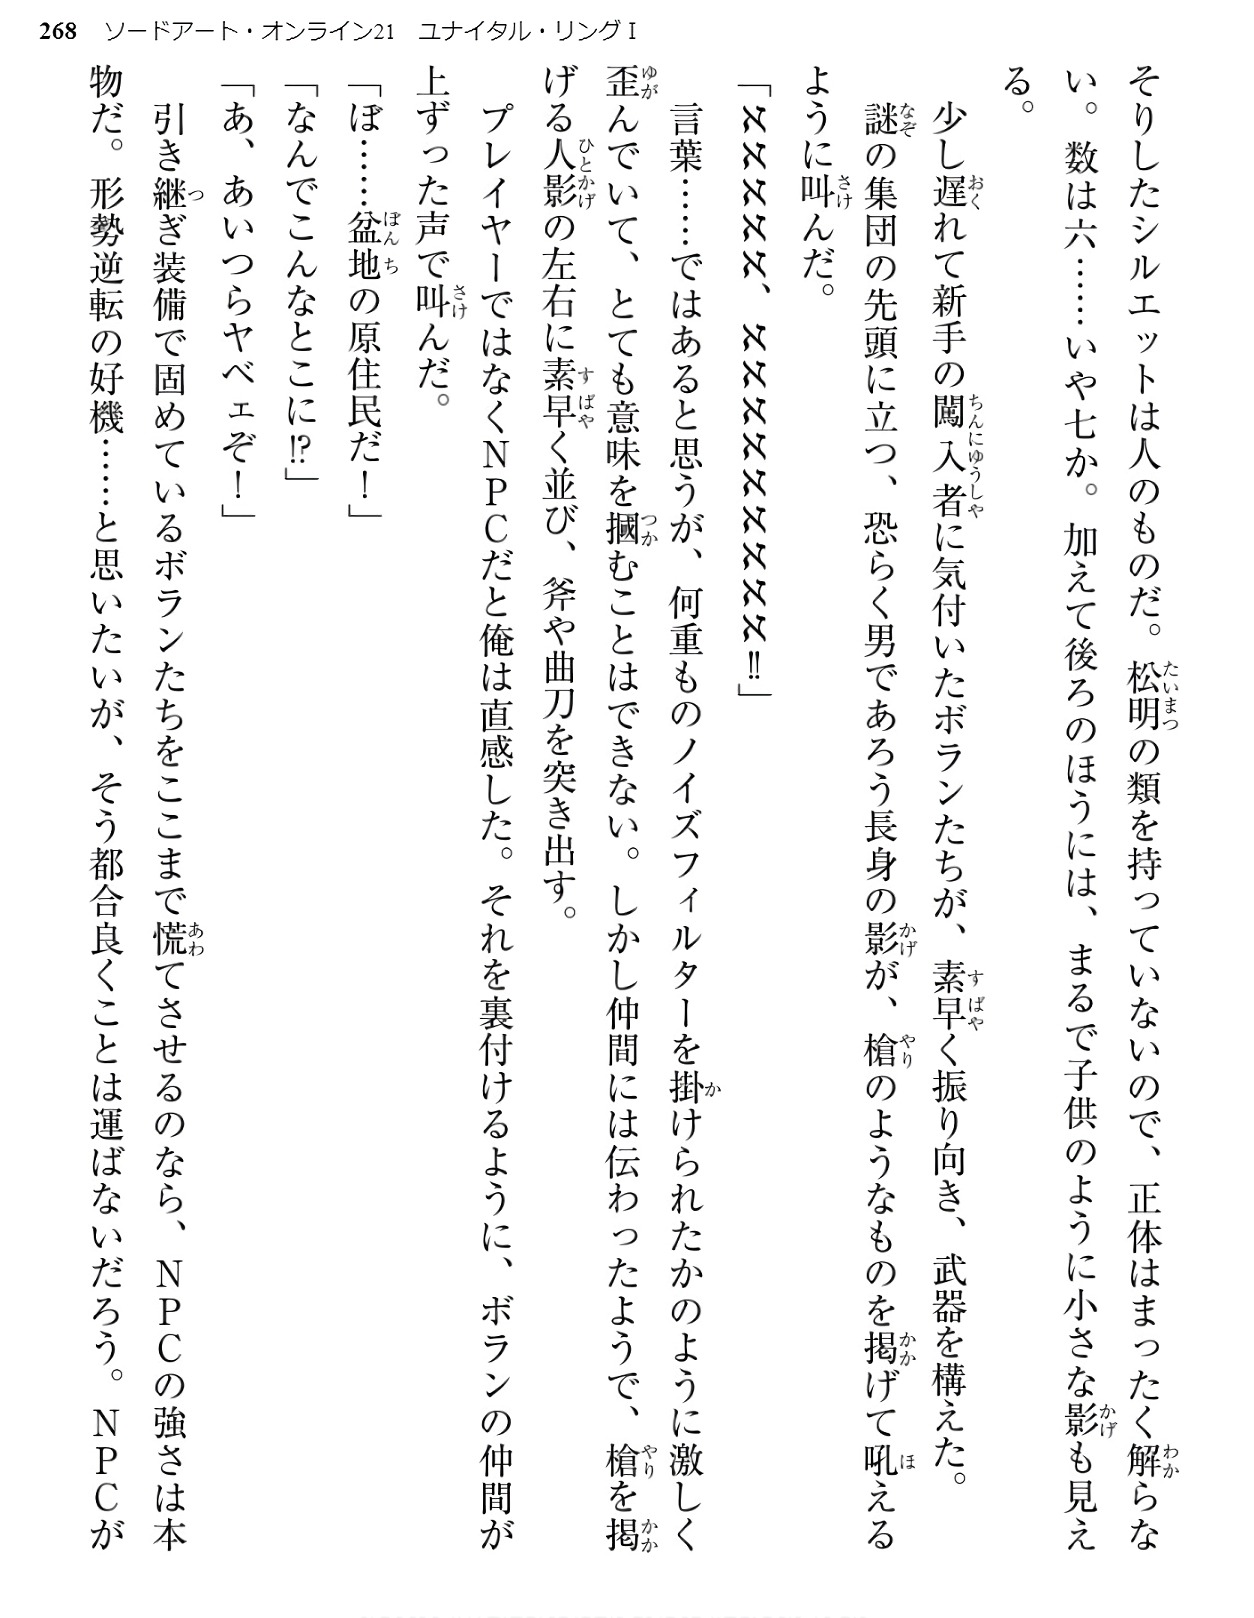 268 ソードアート・オンライン21 ユナイタル・リングⅠ
そりしたシルエットは人のものだ。松明の類を持っていないので、正体はまったく解らな
い。数は六……いや七か。加えて後ろのほうには、まるで子供のように小さな影も見え
る。
　少し遅れて新手の闖入者に気付いたボランたちが、素早く振り向き、武器を構えた。
　謎の集団の先頭に立つ、恐らく男であろう長身の影が、槍のようなものを掲げて吼える
ように叫んだ。
「ℵℵℵℵℵ、ℵℵℵℵℵℵℵℵℵ‼」
　言葉……ではあると思うが、何重ものノイズフィルターを掛けられたかのように激しく
歪んでいて、とても意味を摑むことはできない。しかし仲間には伝わったようで、槍を掲
げる人影の左右に素早く並び、斧や曲刀を突き出す。
　プレイヤーではなくＮＰＣだと俺は直感した。それを裏付けるように、ボランの仲間が
上ずった声で叫んだ。
「ぼ……盆地の原住民だ！」
「なんでこんなとこに⁉」
「あ、あいつらヤベェぞ！」
　引き継ぎ装備で固めているボランたちをここまで慌てさせるのなら、ＮＰＣの強さは本
物だ。形勢逆転の好機……と思いたいが、そう都合良くことは運ばないだろう。ＮＰＣが